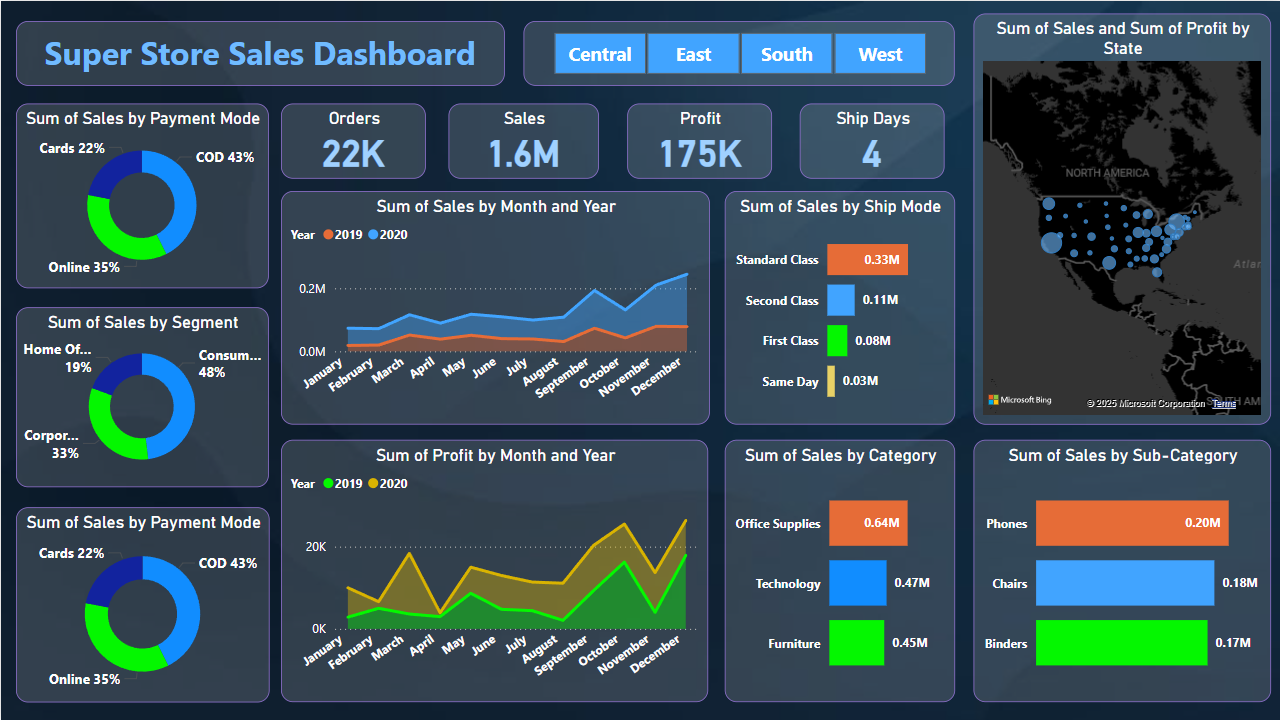 Super Store Sales Dashboard
Central
East
South
West
Sum of Sales and Sum of Profit by
State
NORTH AMERICA
Atlan
Microsoft Bing
© 2025 Microsoft Corporation
Terms
SOUTH AM
Sum of Sales by Payment Mode
Cards 22%
COD 43%
Online 35%
Orders
22K
Sales
1.6M
Profit
175K
Ship Days
4
Sum of Sales by Month and Year
Year 2019 2020
0.2M
0.0M
January
February
March
April
May
June
July
August
September
October
November
December
Sum of Sales by Ship Mode
Standard Class 0.33M
Second Class 0.11M
First Class 0.08M
Same Day 0.03M
Sum of Sales by Segment
Home Of...
19%
Consum...
48%
Corpor...
33%
Sum of Sales by Payment Mode
Cards 22%
COD 43%
Online 35%
Sum of Profit by Month and Year
Year 2019 2020
20K
0K
January
February
March
April
May
June
July
August
September
October
November
December
Sum of Sales by Category
Office Supplies 0.64M
Technology 0.47M
Furniture 0.45M
Sum of Sales by Sub-Category
Phones 0.20M
Chairs 0.18M
Binders 0.17M